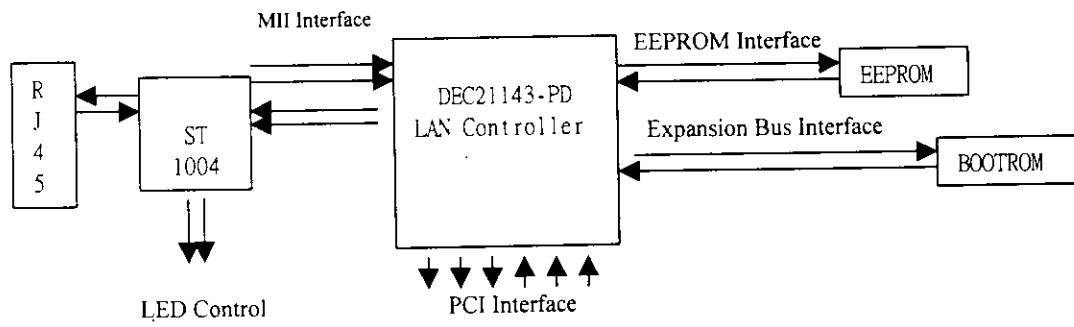 MII Interface
EEPROM Interface
EEPROM
R
J
4
5
ST
1004
DEC21143-PD
LAN Controller
Expansion Bus Interface
BOOTROM
LED Control
PCI Interface